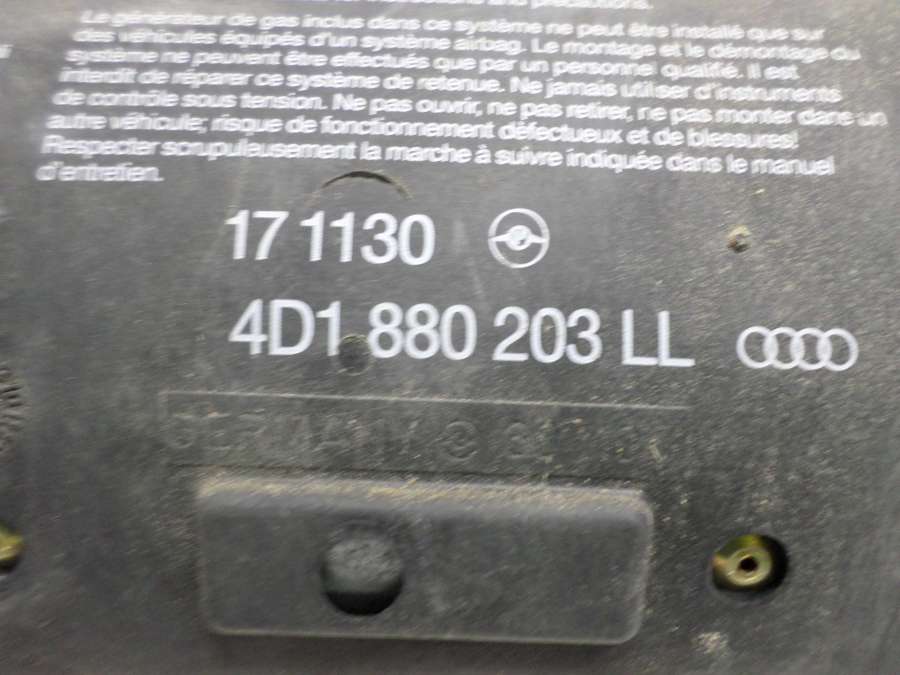 and precautions.
Le générateur de gas inclus dans ce système ne peut être installé que sur
des véhicules équipés d'un système airbag. Le montage et le démontage du
système ne peuvent être effectués que par un personnel qualifié. Il est
interdit de réparer ce système de retenue. Ne jamais utiliser d'instruments
de contrôle sous tension. Ne pas ouvrir, ne pas retirer, ne pas monter dans un
autre véhicule; risque de fonctionnement défectueux et de blessures!
Respecter scrupuleusement la marche à suivre indiquée dans le manuel
d'entretien.
17 1130
4D1 880 203 LL
GERMANY